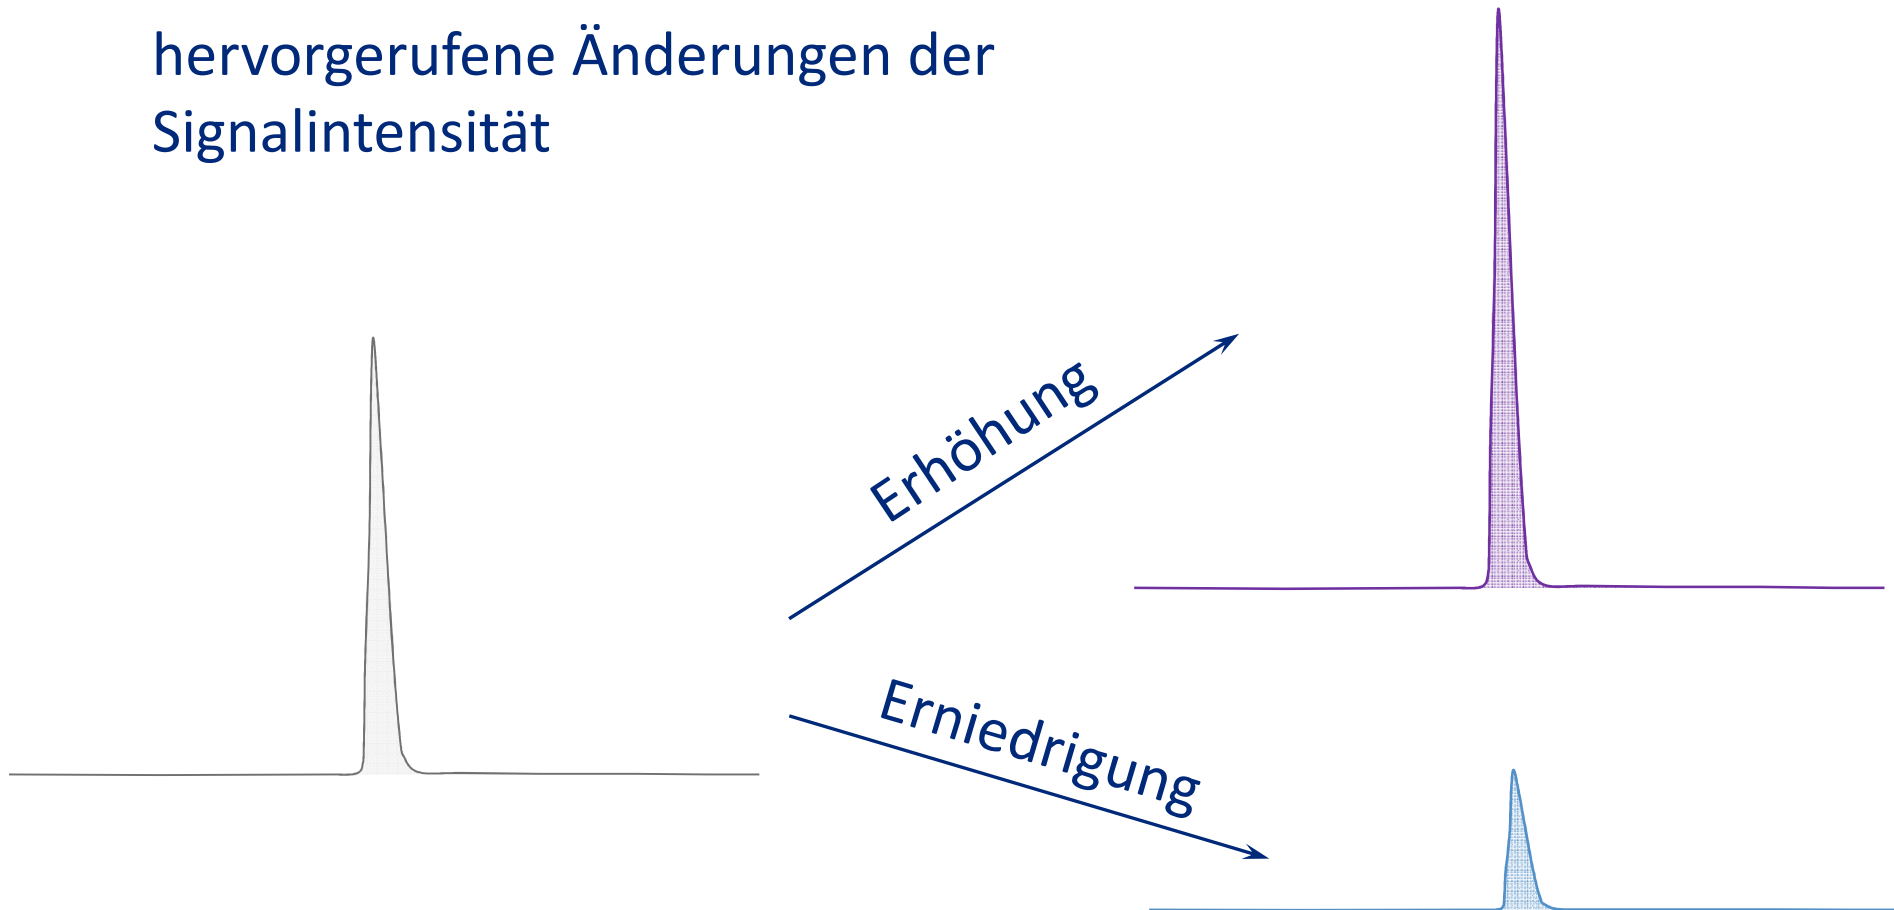 hervorgerufene Änderungen der
Signalintensität
Erhöhung
Erniedrigung